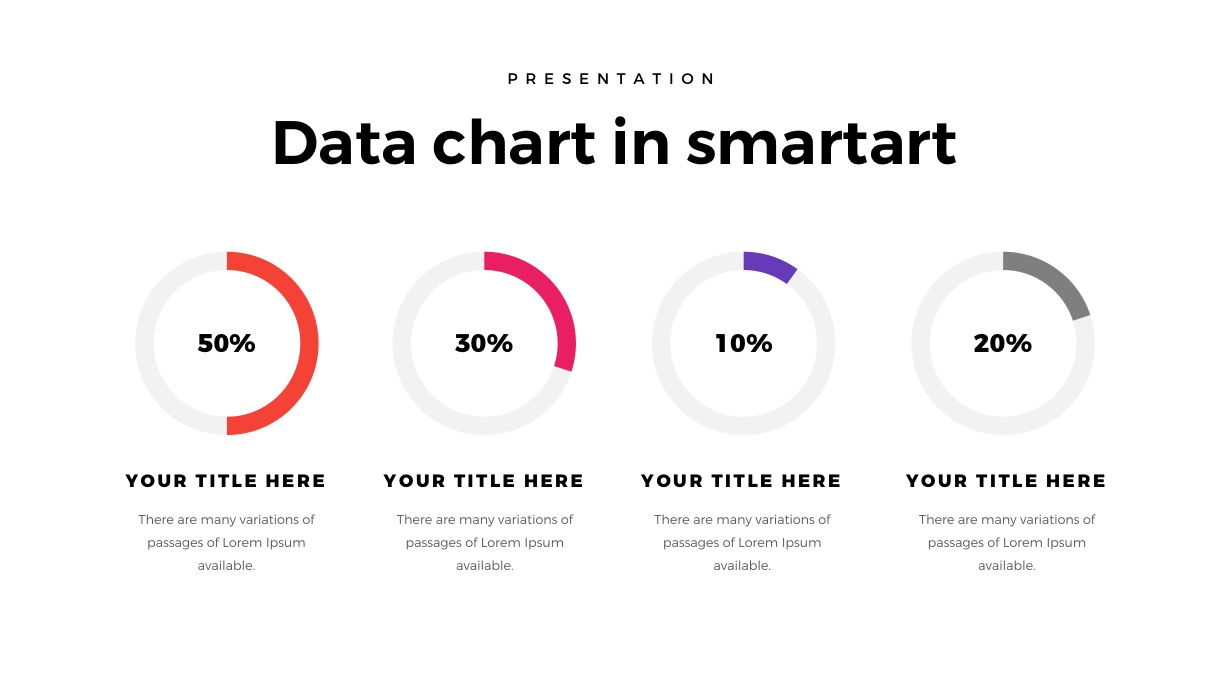 PRESENTATION
Data chart in smartart
50%
30%
10%
20%
YOUR TITLE HERE
There are many variations of
passages of Lorem Ipsum
available.
YOUR TITLE HERE
There are many variations of
passages of Lorem Ipsum
available.
YOUR TITLE HERE
There are many variations of
passages of Lorem Ipsum
available.
YOUR TITLE HERE
There are many variations of
passages of Lorem Ipsum
available.